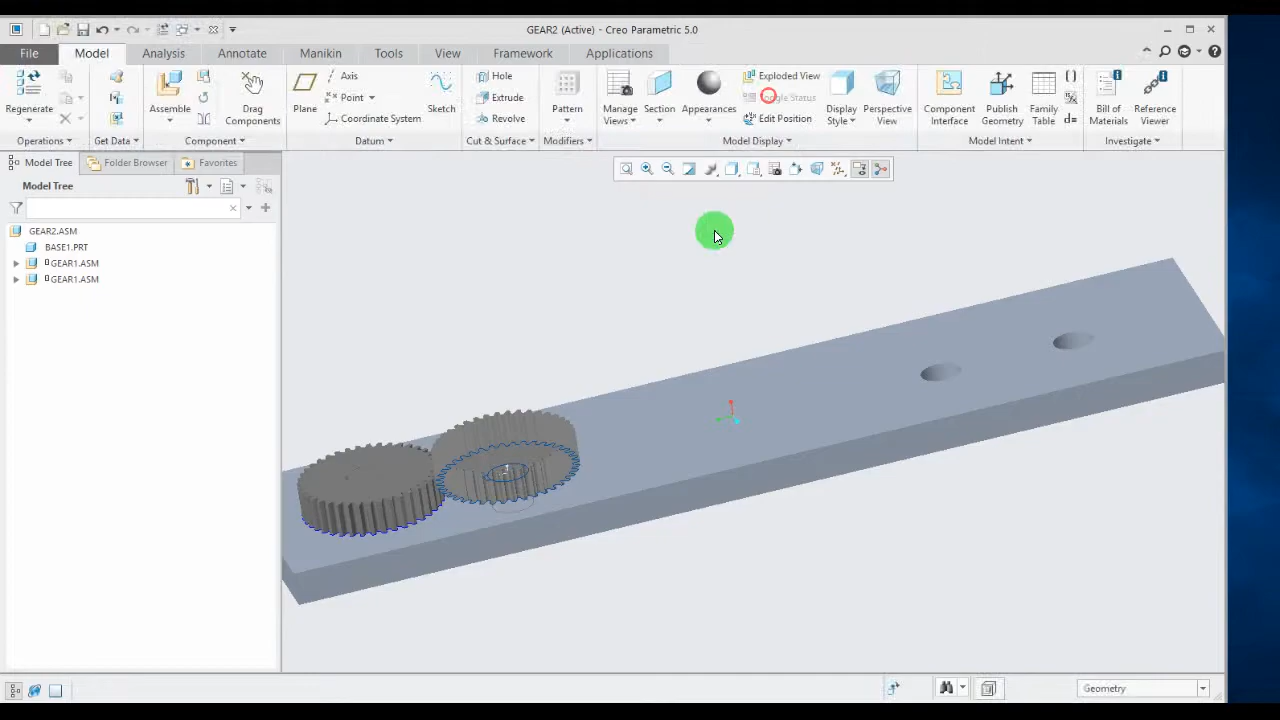 GEAR2 (Active) - Creo Parametric 5.0
File Model Analysis Annotate Manikin Tools View Framework Applications
Regenerate
Operations
Get Data
Assemble
Drag Components
Component
Plane
Axis
Point
Coordinate System
Sketch
Datum
Hole
Extrude
Revolve
Cut & Surface
Pattern
Modifiers
Manage Views
Section
Appearances
Exploded View
Status
Edit Position
Display Style
Perspective View
Model Display
Component Interface
Publish Geometry
Family Table
d=
Model Intent
Bill of Materials
Reference Viewer
Investigate
Model Tree Folder Browser Favorites
Model Tree
GEAR2.ASM
BASE1.PRT
GEAR1.ASM
GEAR1.ASM
Geometry